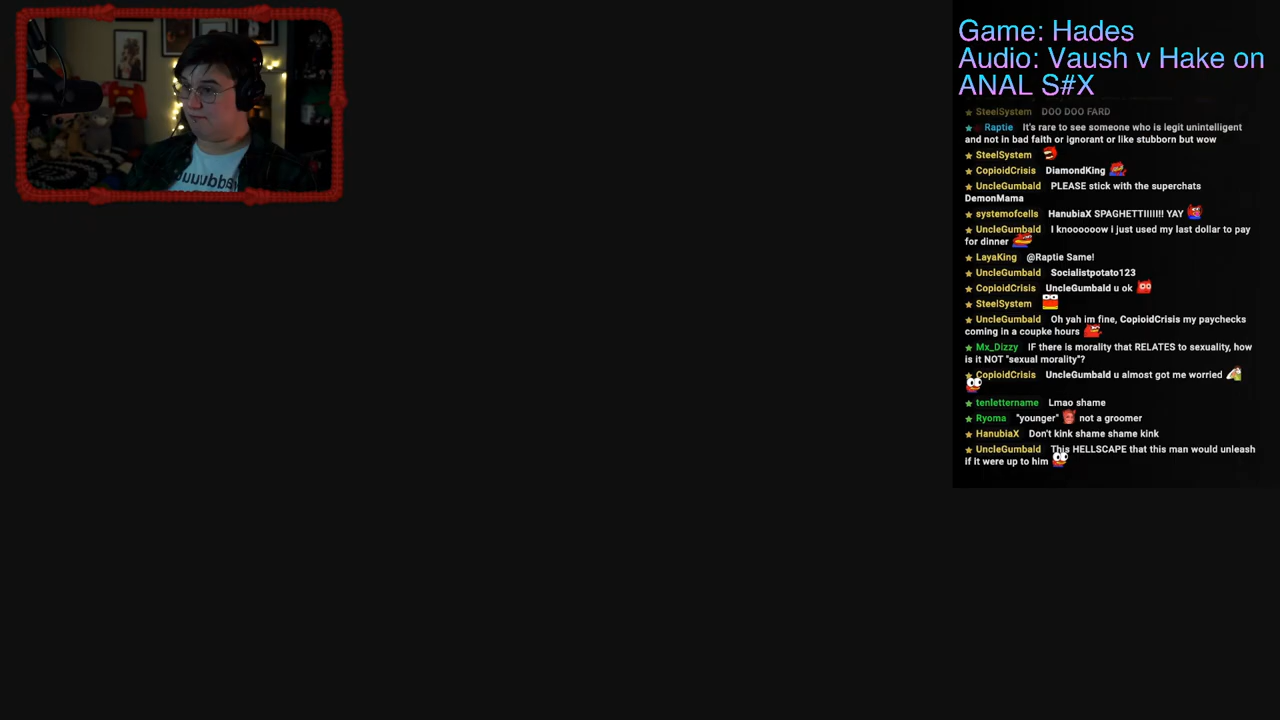 Game: Hades
Audio: Vaush v Hake on
ANAL S#X
SteelSystem DOO DOO FARD
Raptie It's rare to see someone who is legit unintelligent
and not in bad faith or ignorant or like stubborn but wow
SteelSystem
CopioidCrisis DiamondKing
UncleGumbald PLEASE stick with the superchats
DemonMama
systemofcells HanubiaX SPAGHETTIIIII!! YAY
UncleGumbald I knooooooow i just used my last dollar to pay
for dinner
LayaKing @Raptie Same!
UncleGumbald Socialistpotato123
CopioidCrisis UncleGumbald u ok
SteelSystem
UncleGumbald Oh yah im fine, CopioidCrisis my paychecks
coming in a coupke hours
Mx_Dizzy IF there is morality that RELATES to sexuality, how
is it NOT "sexual morality"?
CopioidCrisis UncleGumbald u almost got me worried
tenlettername Lmao shame
Ryoma "younger" not a groomer
HanubiaX Don't kink shame shame kink
UncleGumbald This HELLSCAPE that this man would unleash
if it were up to him